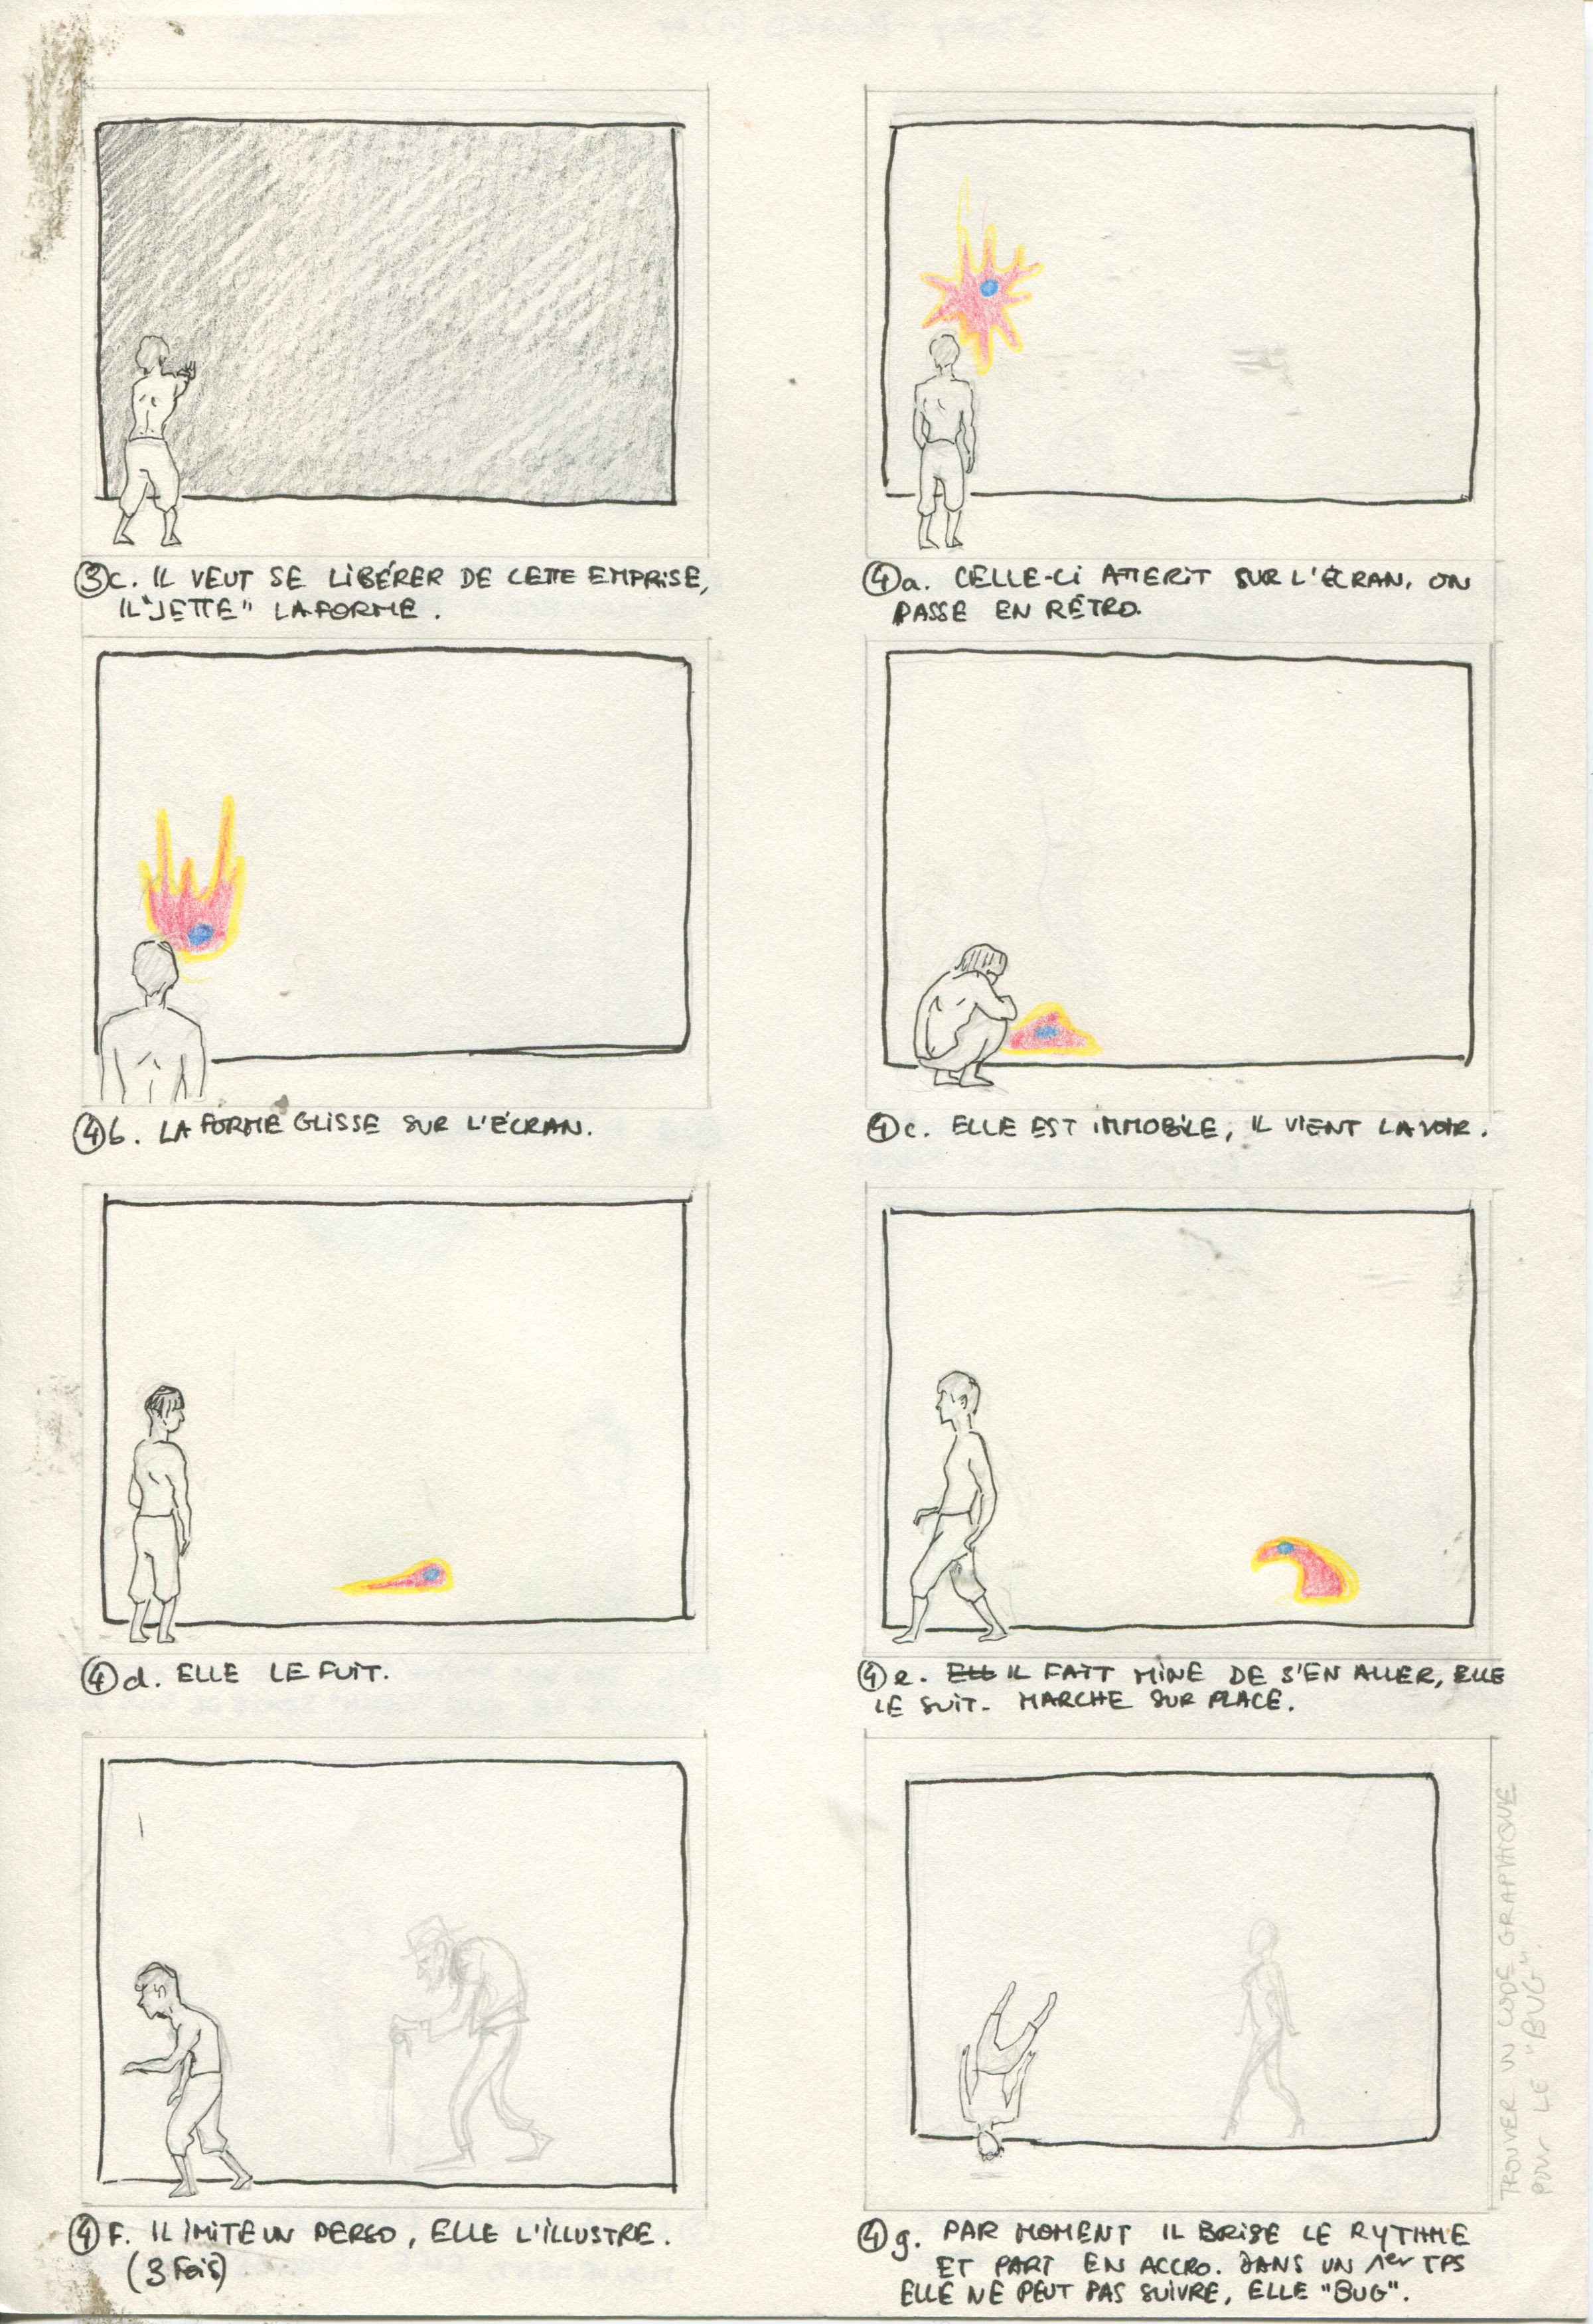 ③c. IL VEUT SE LIBÉRER DE CETTE EMPRISE,
IL "JETTE" LA FORME.
④a. CELLE-CI ATTERIT SUR L'ÉCRAN, ON
PASSE EN RÉTRO.
④b. LA FORME GLISSE SUR L'ÉCRAN.
④c. ELLE EST IMMOBILE, IL VIENT LA VOIR.
④d. ELLE LE FUIT.
④e. ELLE IL FAIT MINE DE S'EN ALLER, ELLE
LE SUIT. MARCHE SUR PLACE.
④F. IL IMITE UN PERSO, ELLE L'ILLUSTRE.
(3 FOIS)
④g. PAR MOMENT IL BRISE LE RYTHME
ET PART EN ACCRO. DANS UN 1er TPS
ELLE NE PEUT PAS SUIVRE, ELLE "BUG".
TROUVER UN CODE GRAPHIQUE
POUR LE "BUG".